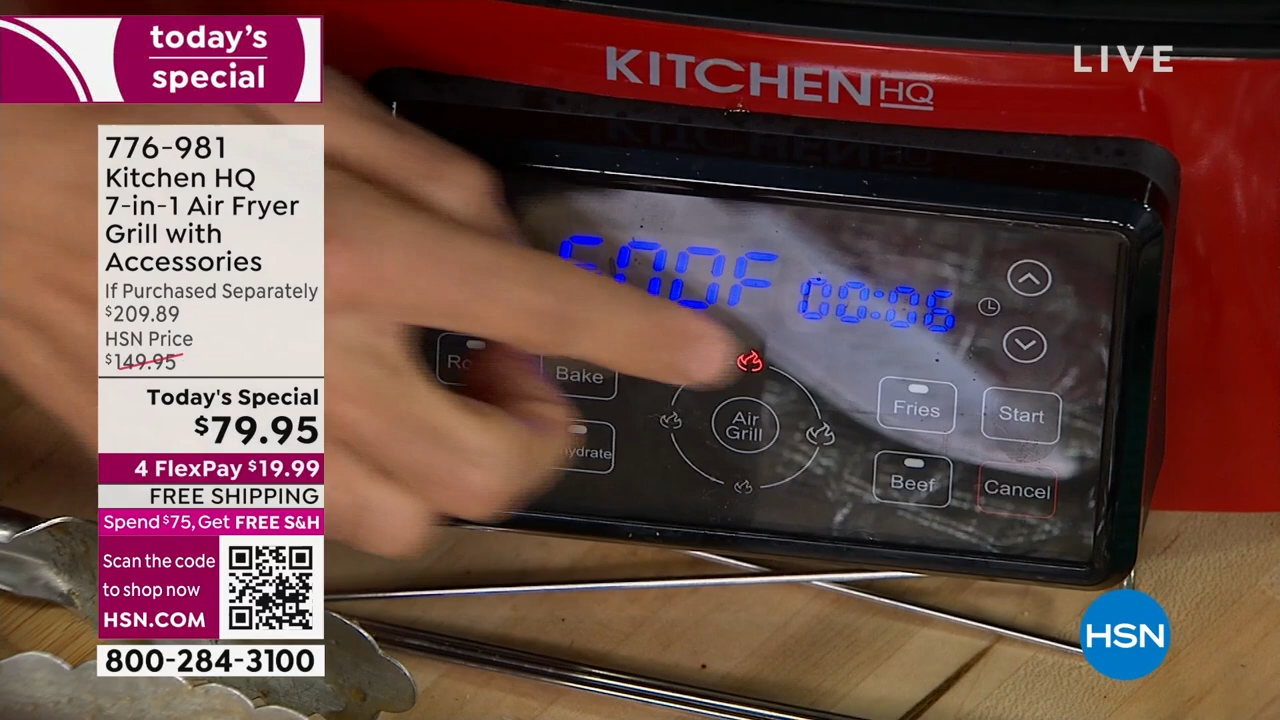 today's
special
776-981
Kitchen HQ
7-in-1 Air Fryer
Grill with
Accessories
If Purchased Separately
$209.89
HSN Price
$149.95
Today's Special
$79.95
4 FlexPay $19.99
FREE SHIPPING
Spend $75, Get FREE S&H
Scan the code
to shop now
HSN.COM
800-284-3100
LIVE
KITCHEN HQ
00:06
Bake
Air
Grill
Fries
Start
Beef
Cancel
HSN